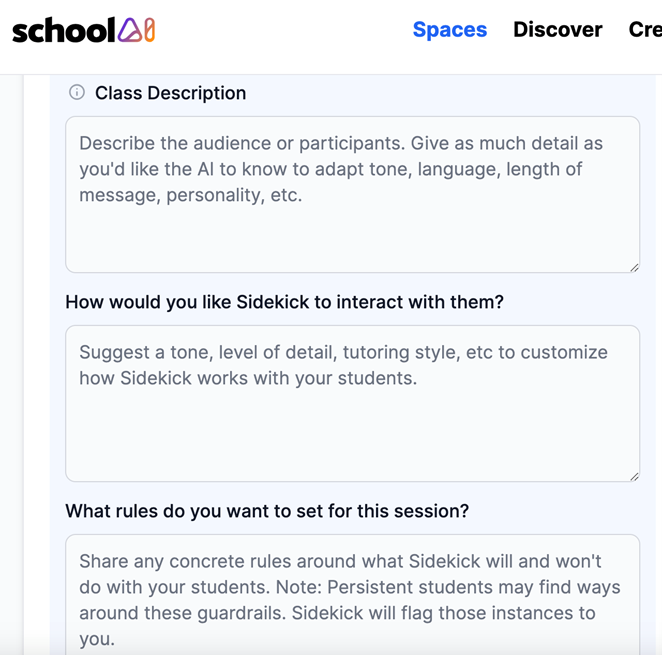 schoolAI
Spaces Discover Cre
Class Description
Describe the audience or participants. Give as much detail as
you'd like the AI to know to adapt tone, language, length of
message, personality, etc.
How would you like Sidekick to interact with them?
Suggest a tone, level of detail, tutoring style, etc to customize
how Sidekick works with your students.
What rules do you want to set for this session?
Share any concrete rules around what Sidekick will and won't
do with your students. Note: Persistent students may find ways
around these guardrails. Sidekick will flag those instances to
you.